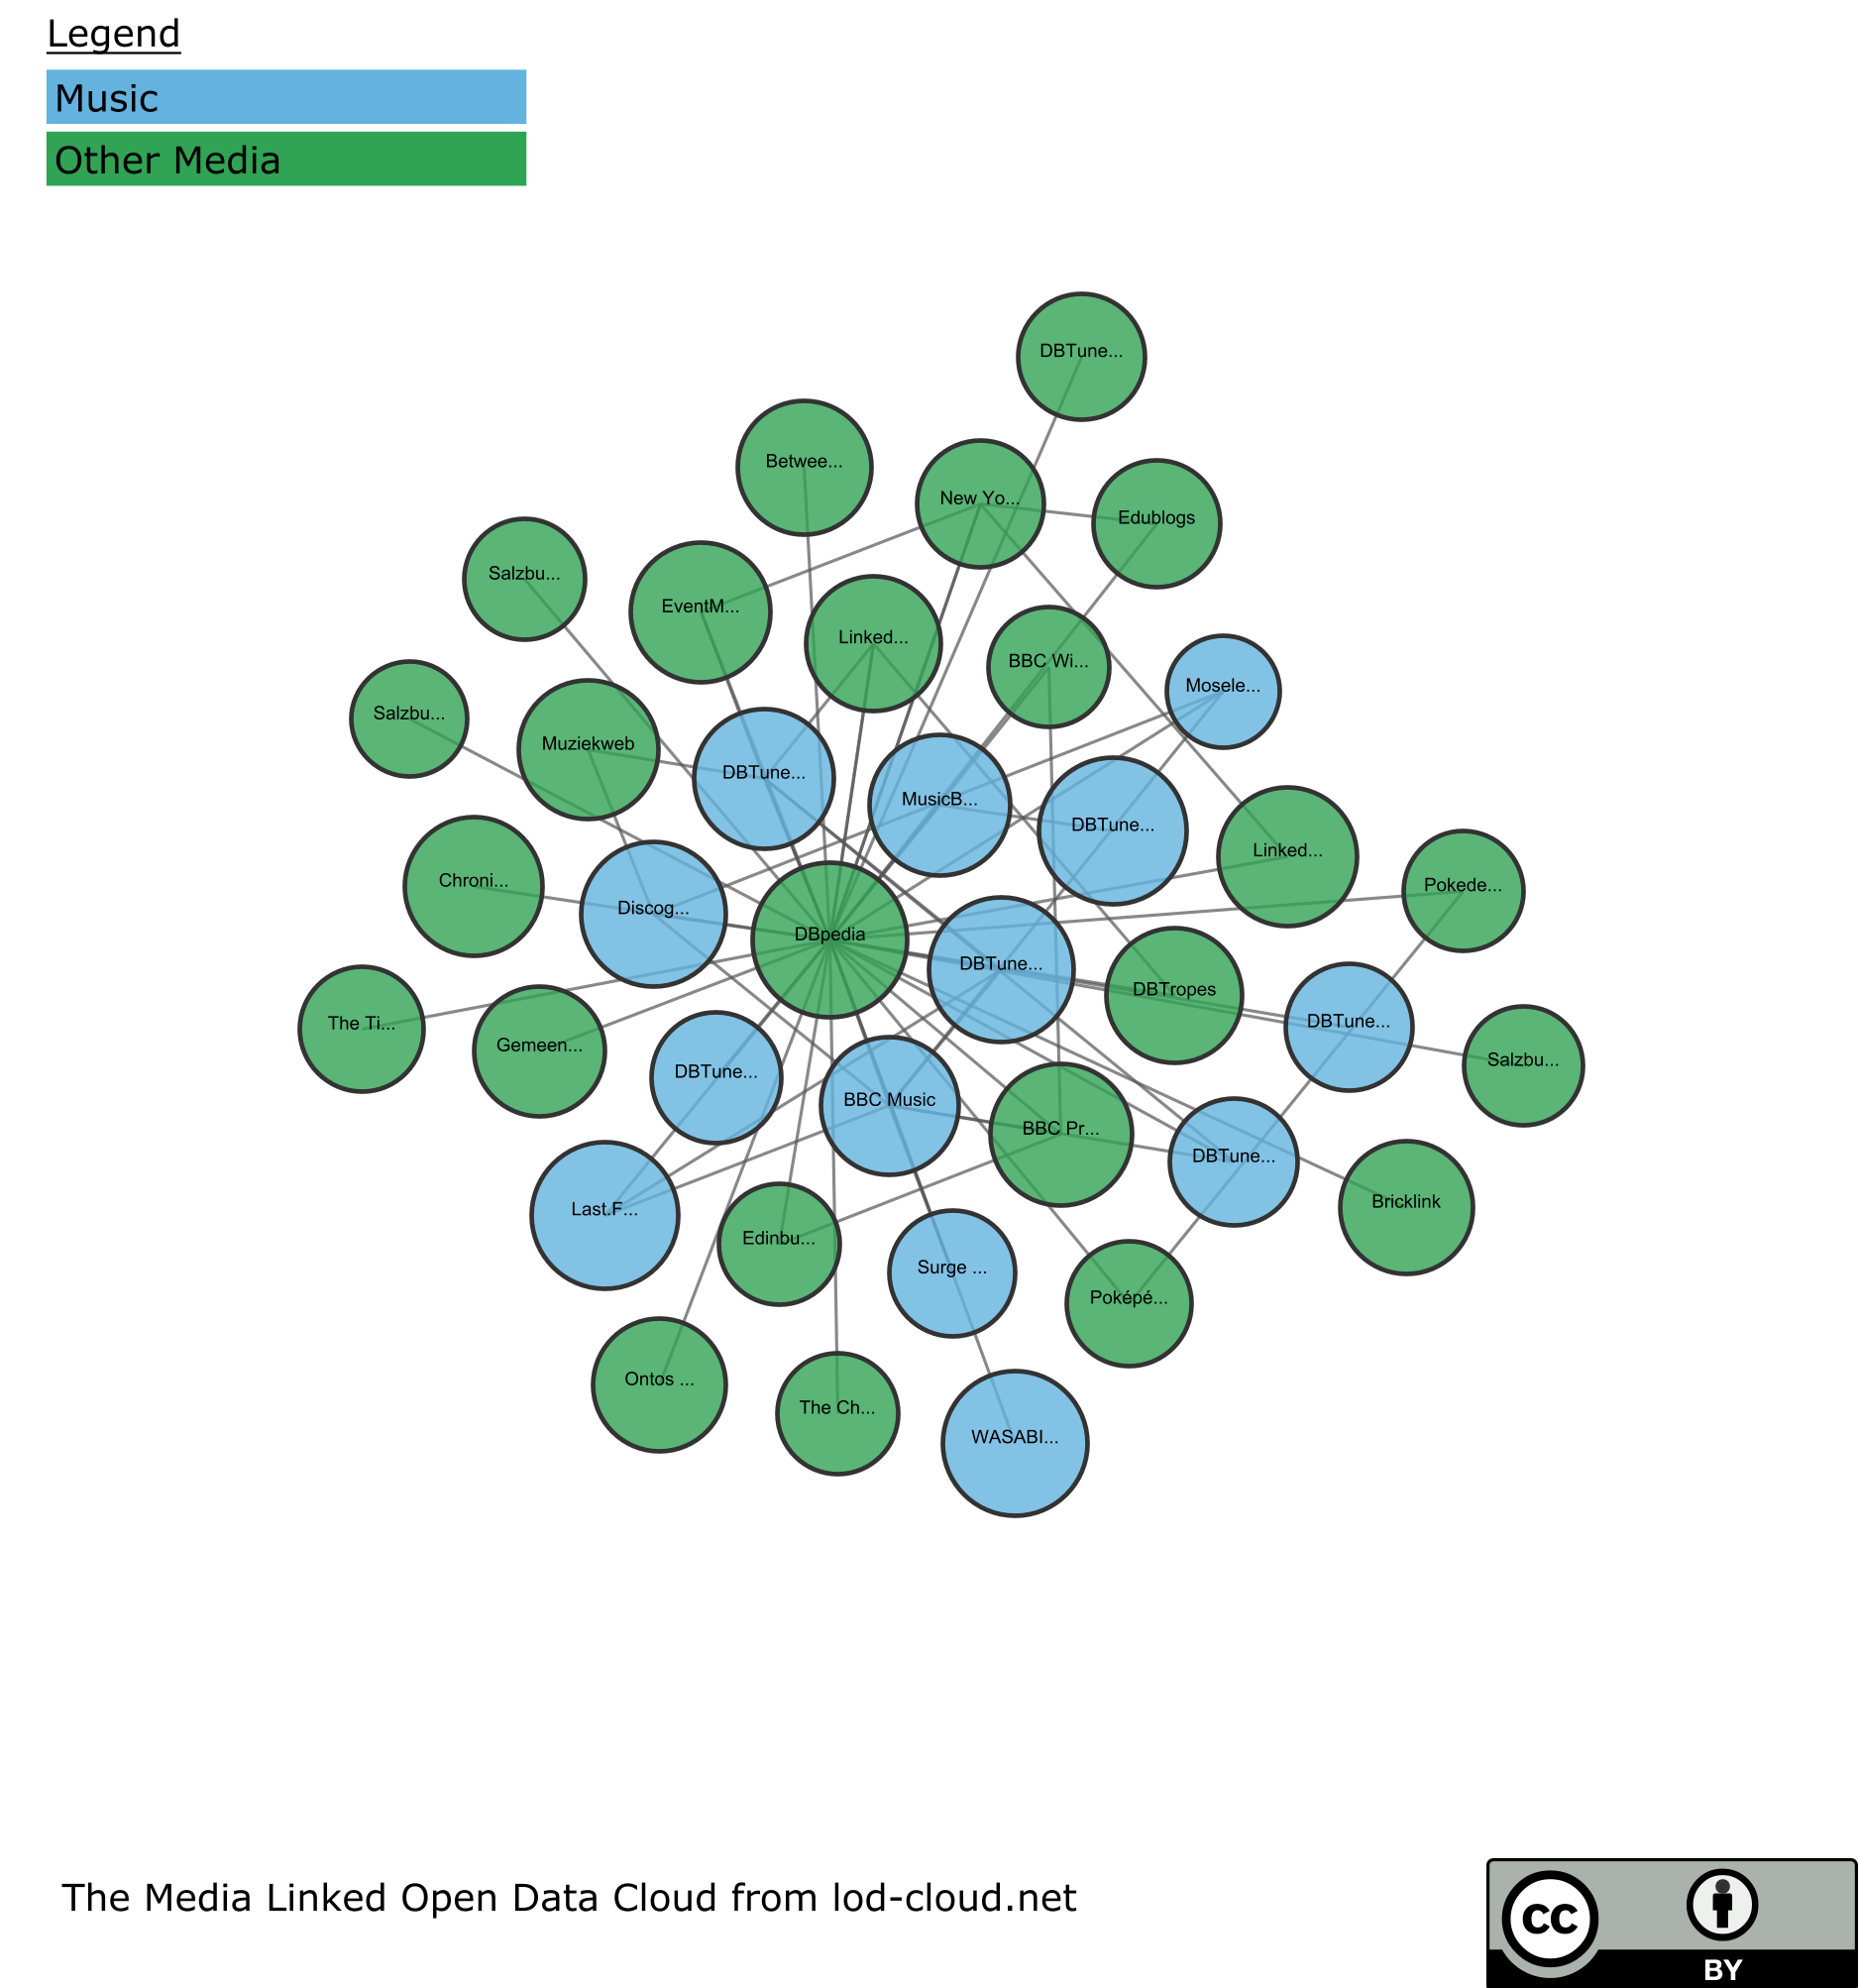 Legend
Music
Other Media
DBTune...
Betwee...
New Yo...
Edublogs
Salzbu...
EventM...
Linked...
BBC Wi...
Mosele...
Salzbu...
Muziekweb
DBTune...
MusicB...
DBTune...
Linked...
Chroni...
Discog...
DBpedia
DBTune...
Pokede...
DBTropes
The Ti...
Gemeen...
DBTune...
BBC Music
BBC Pr...
DBTune...
DBTune...
Salzbu...
Last.F...
Edinbu...
Surge ...
Poképé...
Bricklink
Ontos ...
The Ch...
WASABI...
The Media Linked Open Data Cloud from lod-cloud.net
cc
BY